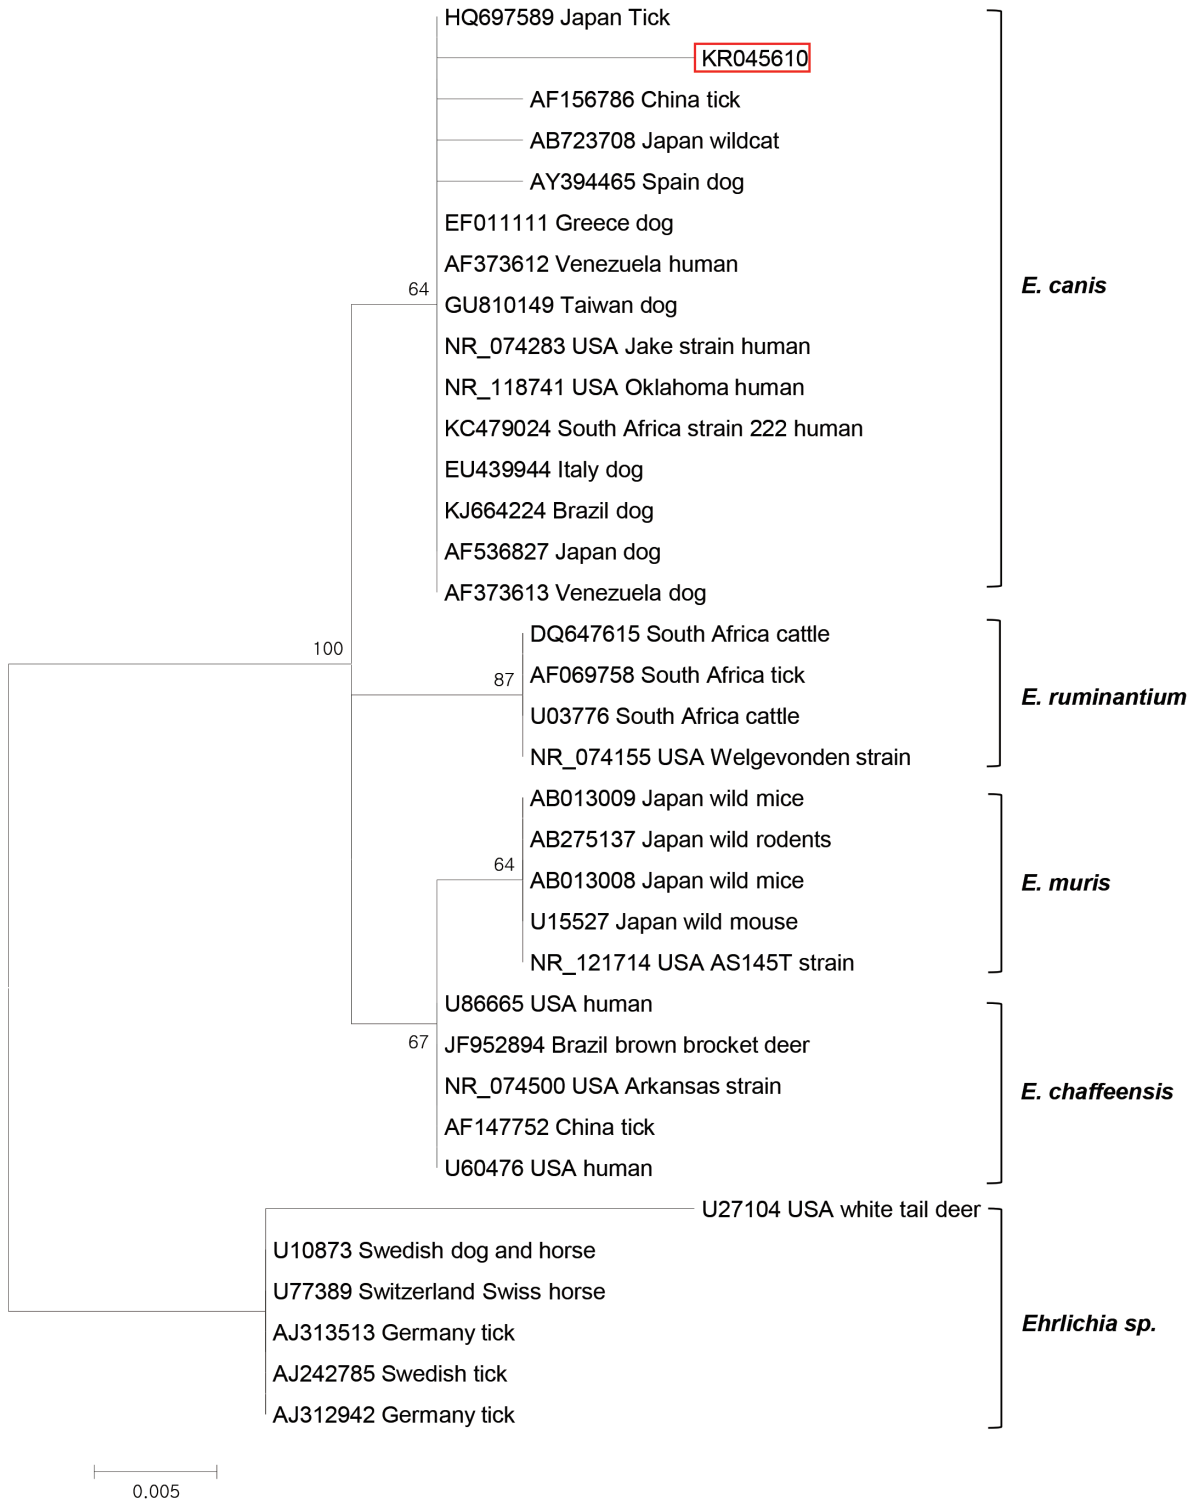 HQ697589 Japan Tick
KR045610
AF156786 China tick
AB723708 Japan wildcat
AY394465 Spain dog
EF011111 Greece dog
AF373612 Venezuela human
64
GU810149 Taiwan dog
E. canis
NR_074283 USA Jake strain human
NR_118741 USA Oklahoma human
KC479024 South Africa strain 222 human
EU439944 Italy dog
KJ664224 Brazil dog
AF536827 Japan dog
AF373613 Venezuela dog
100
DQ647615 South Africa cattle
87
AF069758 South Africa tick
U03776 South Africa cattle
NR_074155 USA Welgevonden strain
E. ruminantium
AB013009 Japan wild mice
AB275137 Japan wild rodents
64
AB013008 Japan wild mice
U15527 Japan wild mouse
NR_121714 USA AS145T strain
E. muris
U86665 USA human
67
JF952894 Brazil brown brocket deer
NR_074500 USA Arkansas strain
AF147752 China tick
U60476 USA human
E. chaffeensis
U27104 USA white tail deer
U10873 Swedish dog and horse
U77389 Switzerland Swiss horse
AJ313513 Germany tick
AJ242785 Swedish tick
AJ312942 Germany tick
Ehrlichia sp.
0.005